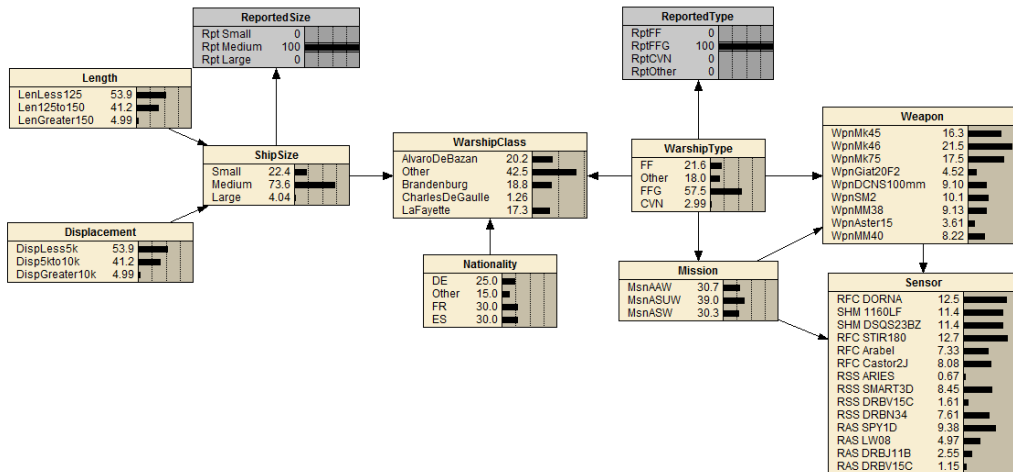 ReportedSize
Rpt Small 0
Rpt Medium 100
Rpt Large 0
ReportedType
RptFF 0
RptFFG 100
RptCVN 0
RptOther 0
Length
LenLess125 53.9
Len125to150 41.2
LenGreater150 4.99
ShipSize
Small 22.4
Medium 73.6
Large 4.04
WarshipClass
AlvaroDeBazan 20.2
Other 42.5
Brandenburg 18.8
CharlesDeGaulle 1.26
LaFayette 17.3
WarshipType
FF 21.6
Other 18.0
FFG 57.5
CVN 2.99
Weapon
WpnMk45 16.3
WpnMk46 21.5
WpnMk75 17.5
WpnGiat20F2 4.52
WpnDCNS100mm 9.10
WpnSM2 10.1
WpnMM38 9.13
WpnAster15 3.61
WpnMM40 8.22
Displacement
DispLess5k 53.9
Disp5kto10k 41.2
DispGreater10k 4.99
Nationality
DE 25.0
Other 15.0
FR 30.0
ES 30.0
Mission
MsnAAW 30.7
MsnASUW 39.0
MsnASW 30.3
Sensor
RFC DORNA 12.5
SHM 1160LF 11.4
SHM DSQS23BZ 11.4
RFC STIR180 12.7
RFC Arabel 7.33
RFC Castor2J 8.08
RSS ARIES 0.67
RSS SMART3D 8.45
RSS DRBV15C 1.61
RSS DRBN34 7.61
RAS SPY1D 9.38
RAS LW08 4.97
RAS DRBJ11B 2.55
RAS DRBV15C 1.15